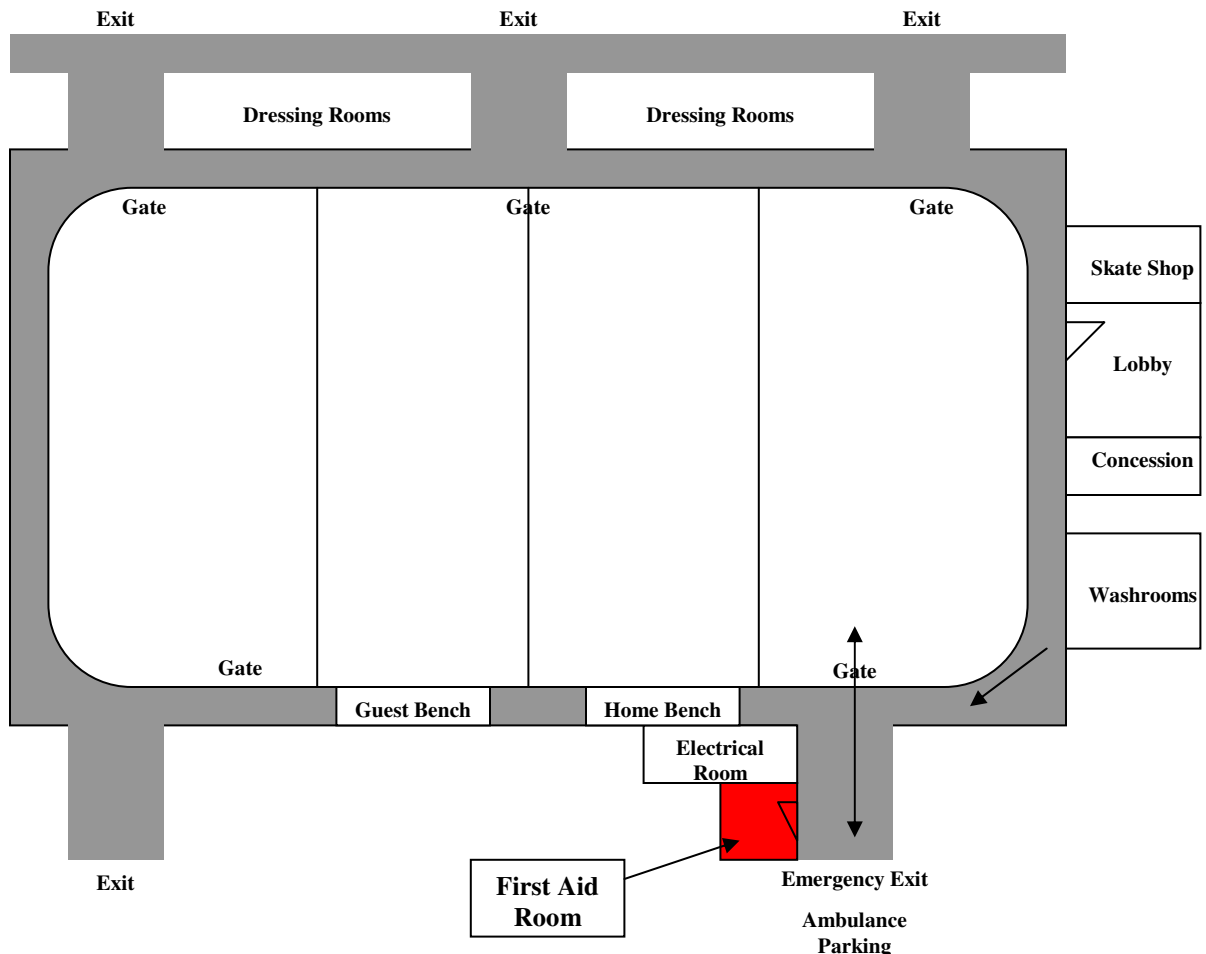 Exit Exit Exit
Dressing Rooms Dressing Rooms
Gate Gate Gate
Skate Shop
Lobby
Concession
Washrooms
Gate Gate
Guest Bench Home Bench
Electrical
Room
First Aid
Room
Exit
Emergency Exit
Ambulance
Parking